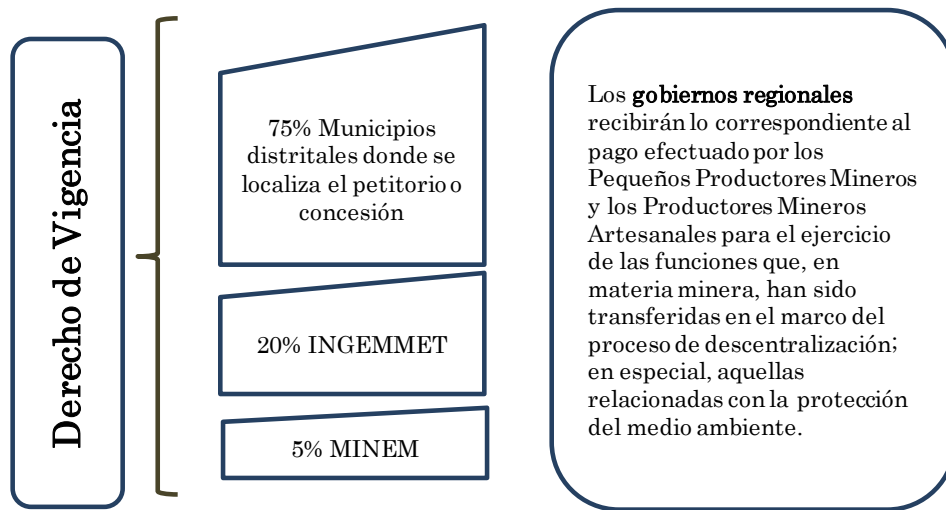 Derecho de Vigencia
75% Municipios
distritales donde se
localiza el petitorio o
concesión
20% INGEMMET
5% MINEM
Los gobiernos regionales
recibirán lo correspondiente al
pago efectuado por los
Pequeños Productores Mineros
y los Productores Mineros
Artesanales para el ejercicio
de las funciones que, en
materia minera, han sido
transferidas en el marco del
proceso de descentralización;
en especial, aquellas
relacionadas con la protección
del medio ambiente.